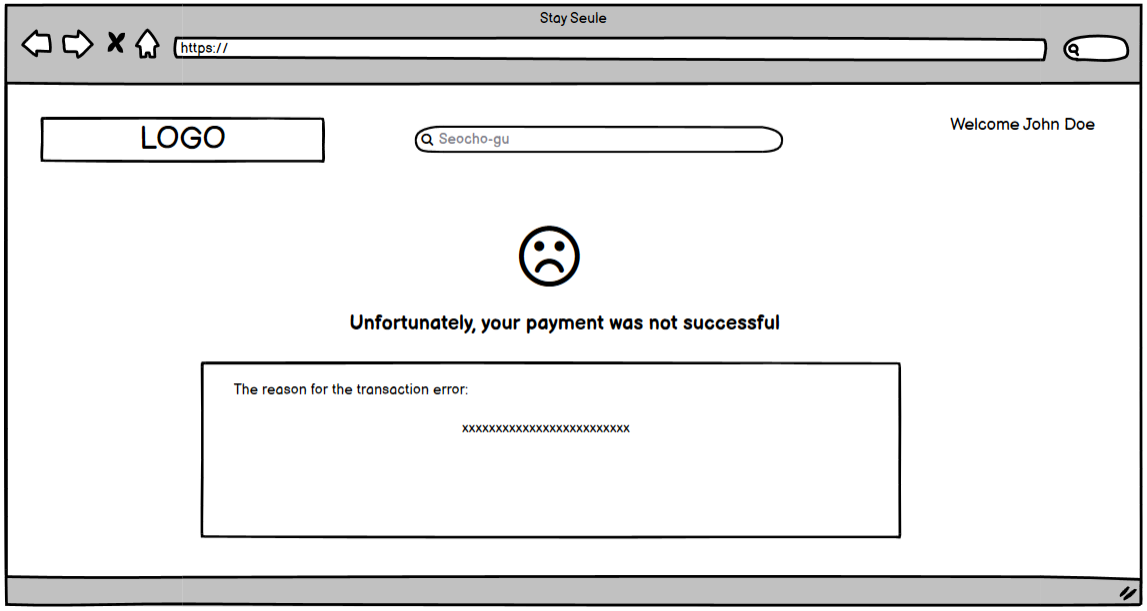 Stay Seule
https://
LOGO
Seocho-gu
Welcome John Doe
Unfortunately, your payment was not successful
The reason for the transaction error:
xxxxxxxxxxxxxxxxxxxxxxxxx